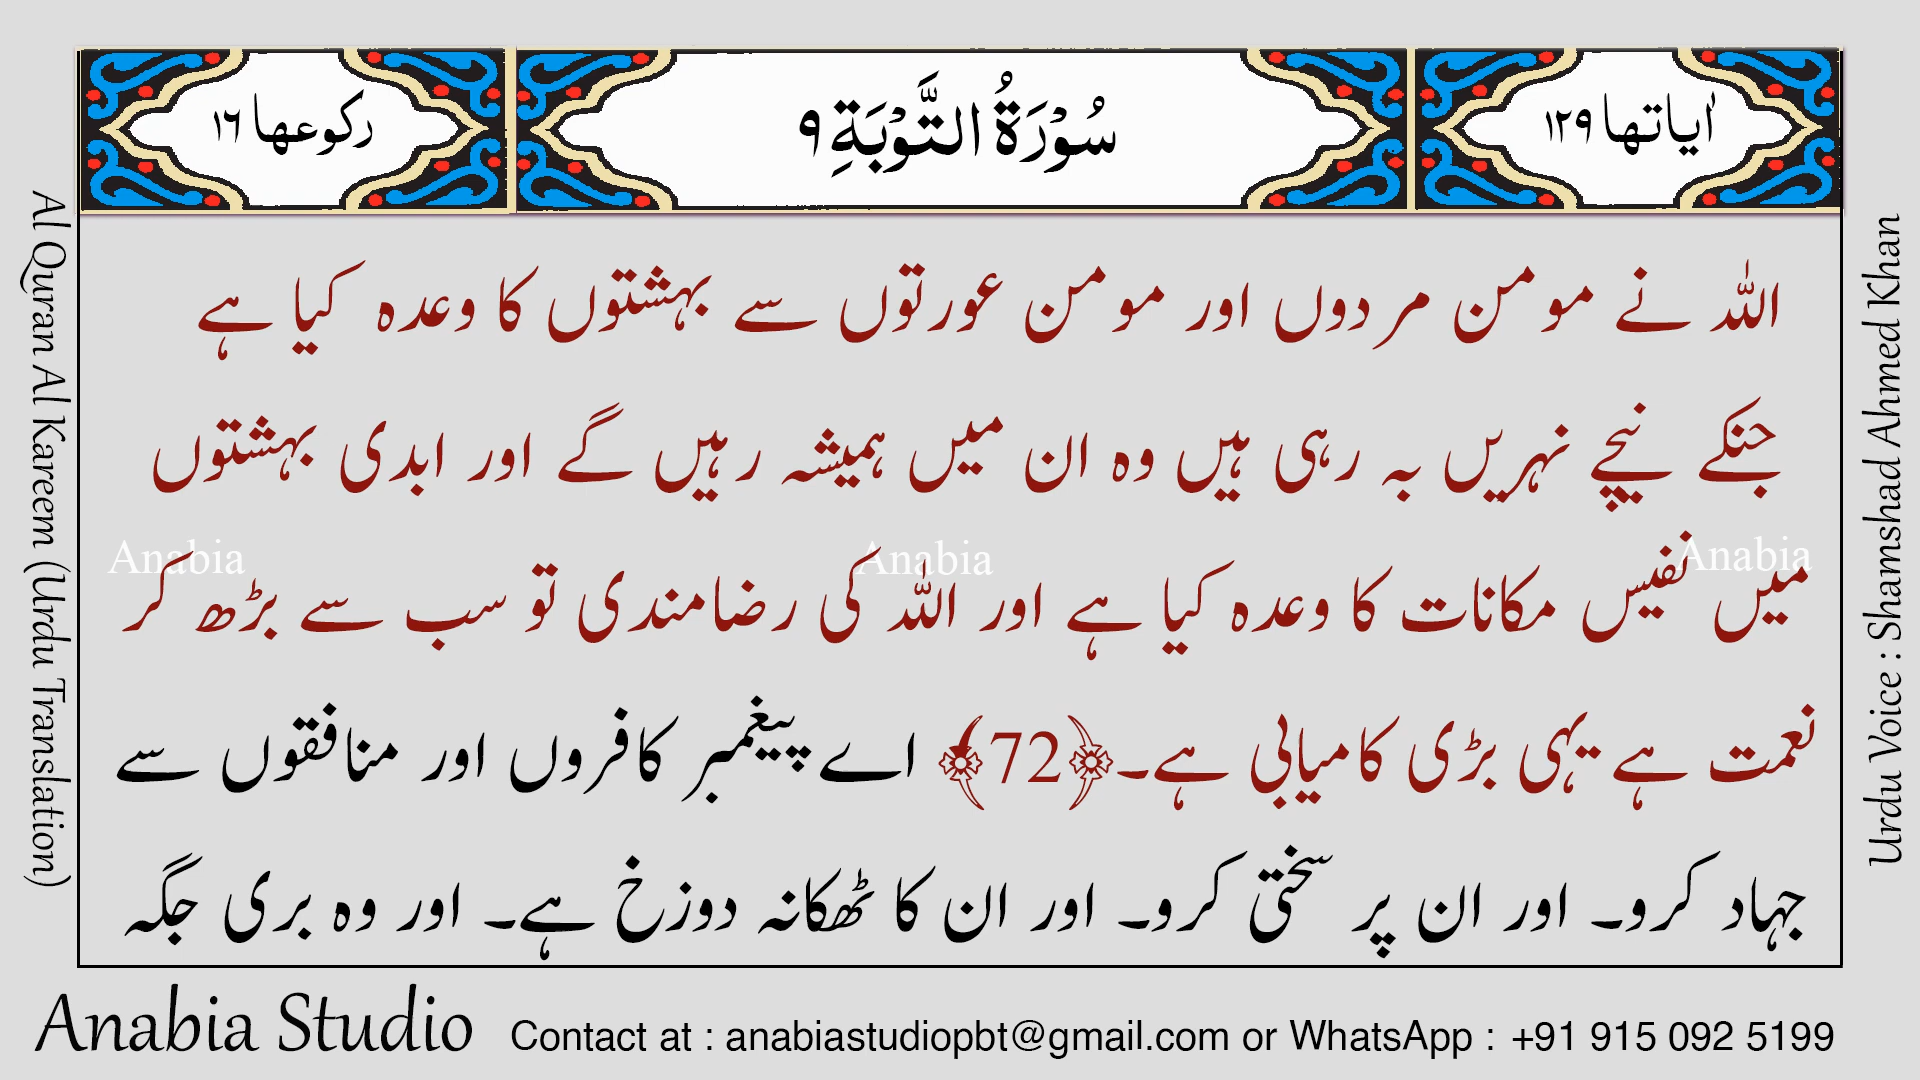 اٰیاتھا ۱۲۹
سُوْرَةُ التَّوْبَةِ ۹
رکوعھا ۱٦
اللہ نے مومن مردوں اور مومن عورتوں سے بہشتوں کا وعدہ کیا ہے
جنکے نیچے نہریں بہ رہی ہیں وہ ان میں ہمیشہ رہیں گے اور ابدی بہشتوں
میں نفیس مکانات کا وعدہ کیا ہے اور اللہ کی رضامندی تو سب سے بڑھ کر
نعمت ہے یہی بڑی کامیابی ہے۔﴿72﴾ اے پیغمبر کافروں اور منافقوں سے
جہاد کرو۔ اور ان پر سختی کرو۔ اور ان کا ٹھکانہ دوزخ ہے۔ اور وہ بری جگہ
Anabia Anabia Anabia
Al Quran Al Kareem (Urdu Translation)
Urdu Voice : Shamshad Ahmed Khan
Anabia Studio Contact at : anabiastudiopbt@gmail.com or WhatsApp : +91 915 092 5199